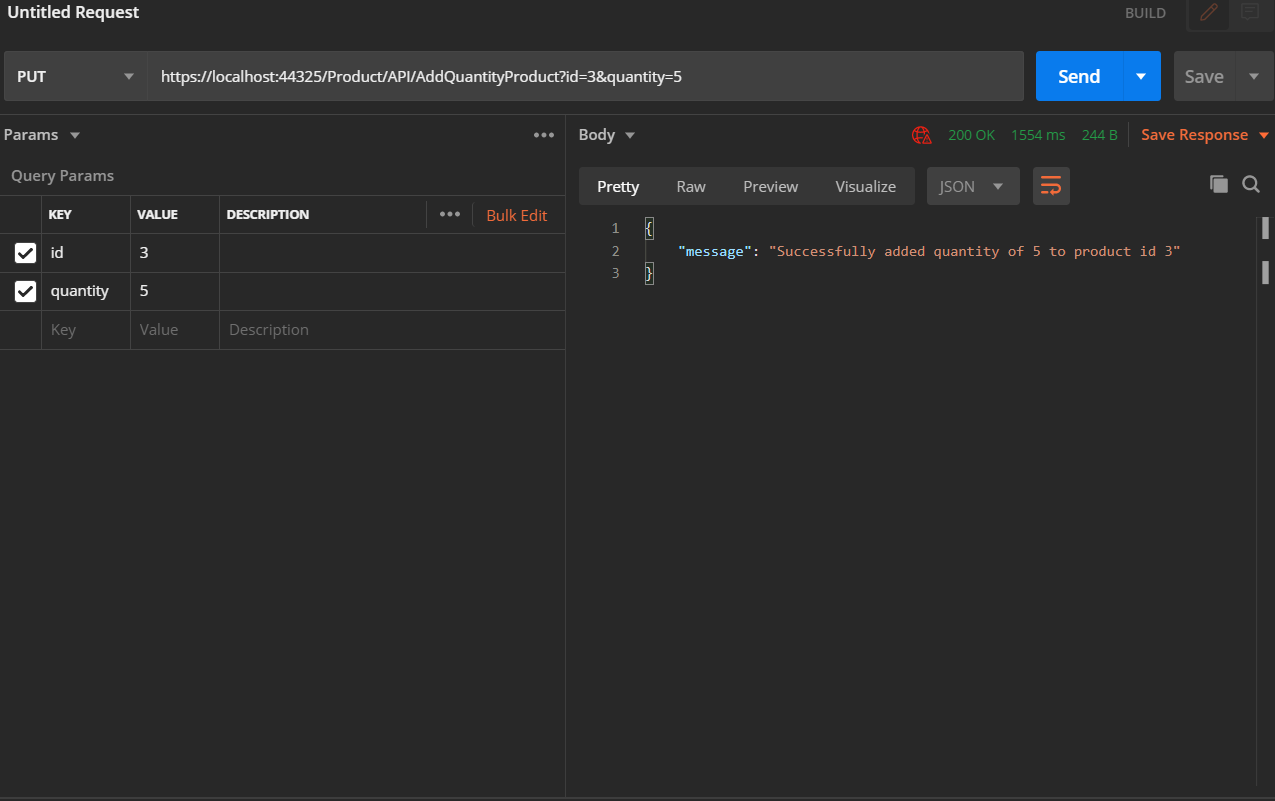 Untitled Request
BUILD
PUT
https://localhost:44325/Product/API/AddQuantityProduct?id=3&quantity=5
Send
Save
Params
Query Params
KEY VALUE DESCRIPTION Bulk Edit
id 3
quantity 5
Key Value Description
Body 200 OK 1554 ms 244 B Save Response
Pretty Raw Preview Visualize JSON
1 {
2 "message": "Successfully added quantity of 5 to product id 3"
3 }